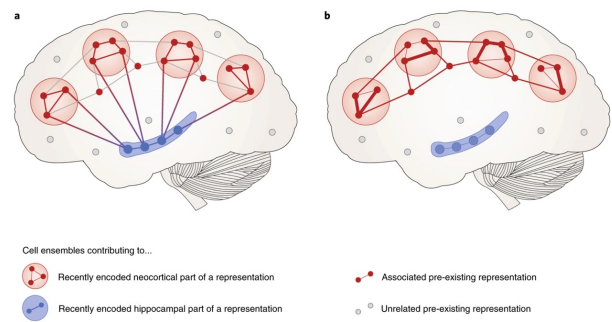 a
b
Cell ensembles contributing to...
Recently encoded neocortical part of a representation
Associated pre-existing representation
Recently encoded hippocampal part of a representation
Unrelated pre-existing representation